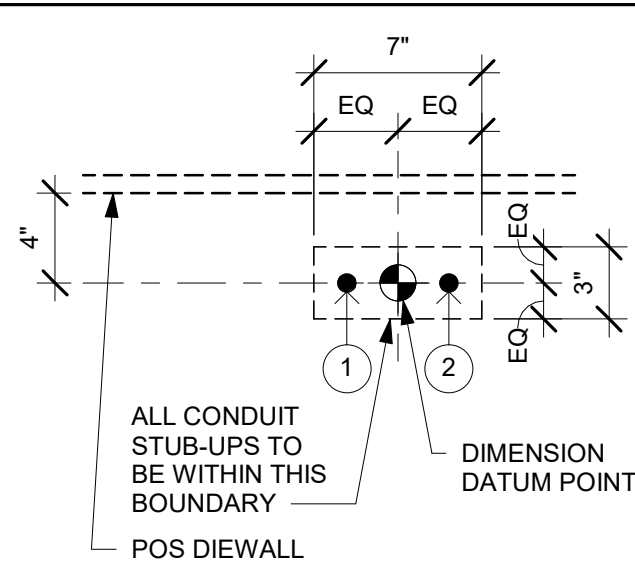 7"
EQ
EQ
4"
EQ
3"
EQ
1
2
ALL CONDUIT
STUB-UPS TO
BE WITHIN THIS
BOUNDARY
DIMENSION
DATUM POINT
POS DIEWALL